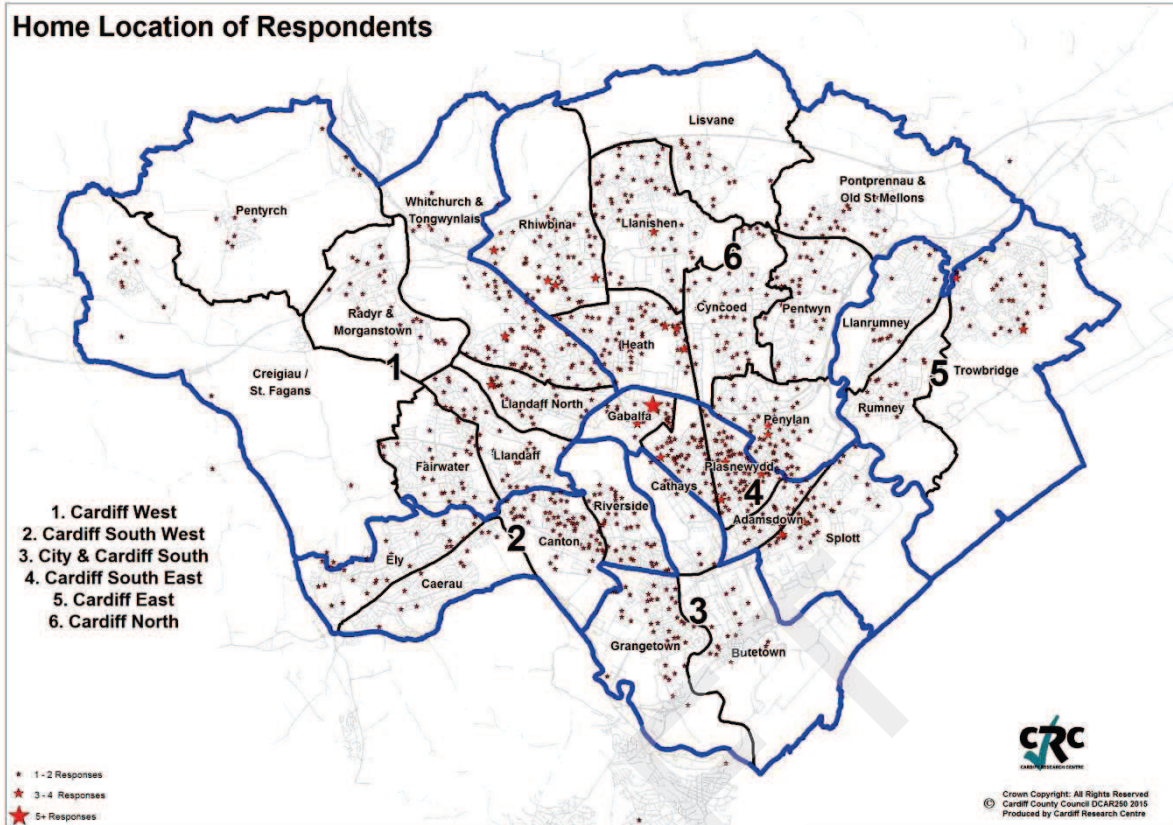 Home Location of Respondents
Lisvane
Pontprennau &
Old St Mellons
Whitchurch &
Tongwynlais
Pentyrch
Rhiwbina
Llanishen
6
Radyr &
Morganstown
Cyncoed
Pentwyn
Llanrumney
Heath
1
5
Trowbridge
Creigiau /
St. Fagans
Llandaff North
Gabalfa
Penylan
Rumney
Fairwater
Llandaff
Plasnewydd
Cathays
4
Riverside
Adamsdown
Splott
2
Canton
Ely
Caerau
3
Grangetown
Butetown
1. Cardiff West
2. Cardiff South West
3. City & Cardiff South
4. Cardiff South East
5. Cardiff East
6. Cardiff North
1 - 2 Responses
3 - 4 Responses
5+ Responses
CRC
CARDIFF RESEARCH CENTRE
Crown Copyright: All Rights Reserved
© Cardiff County Council DCAR250 2015
Produced by Cardiff Research Centre